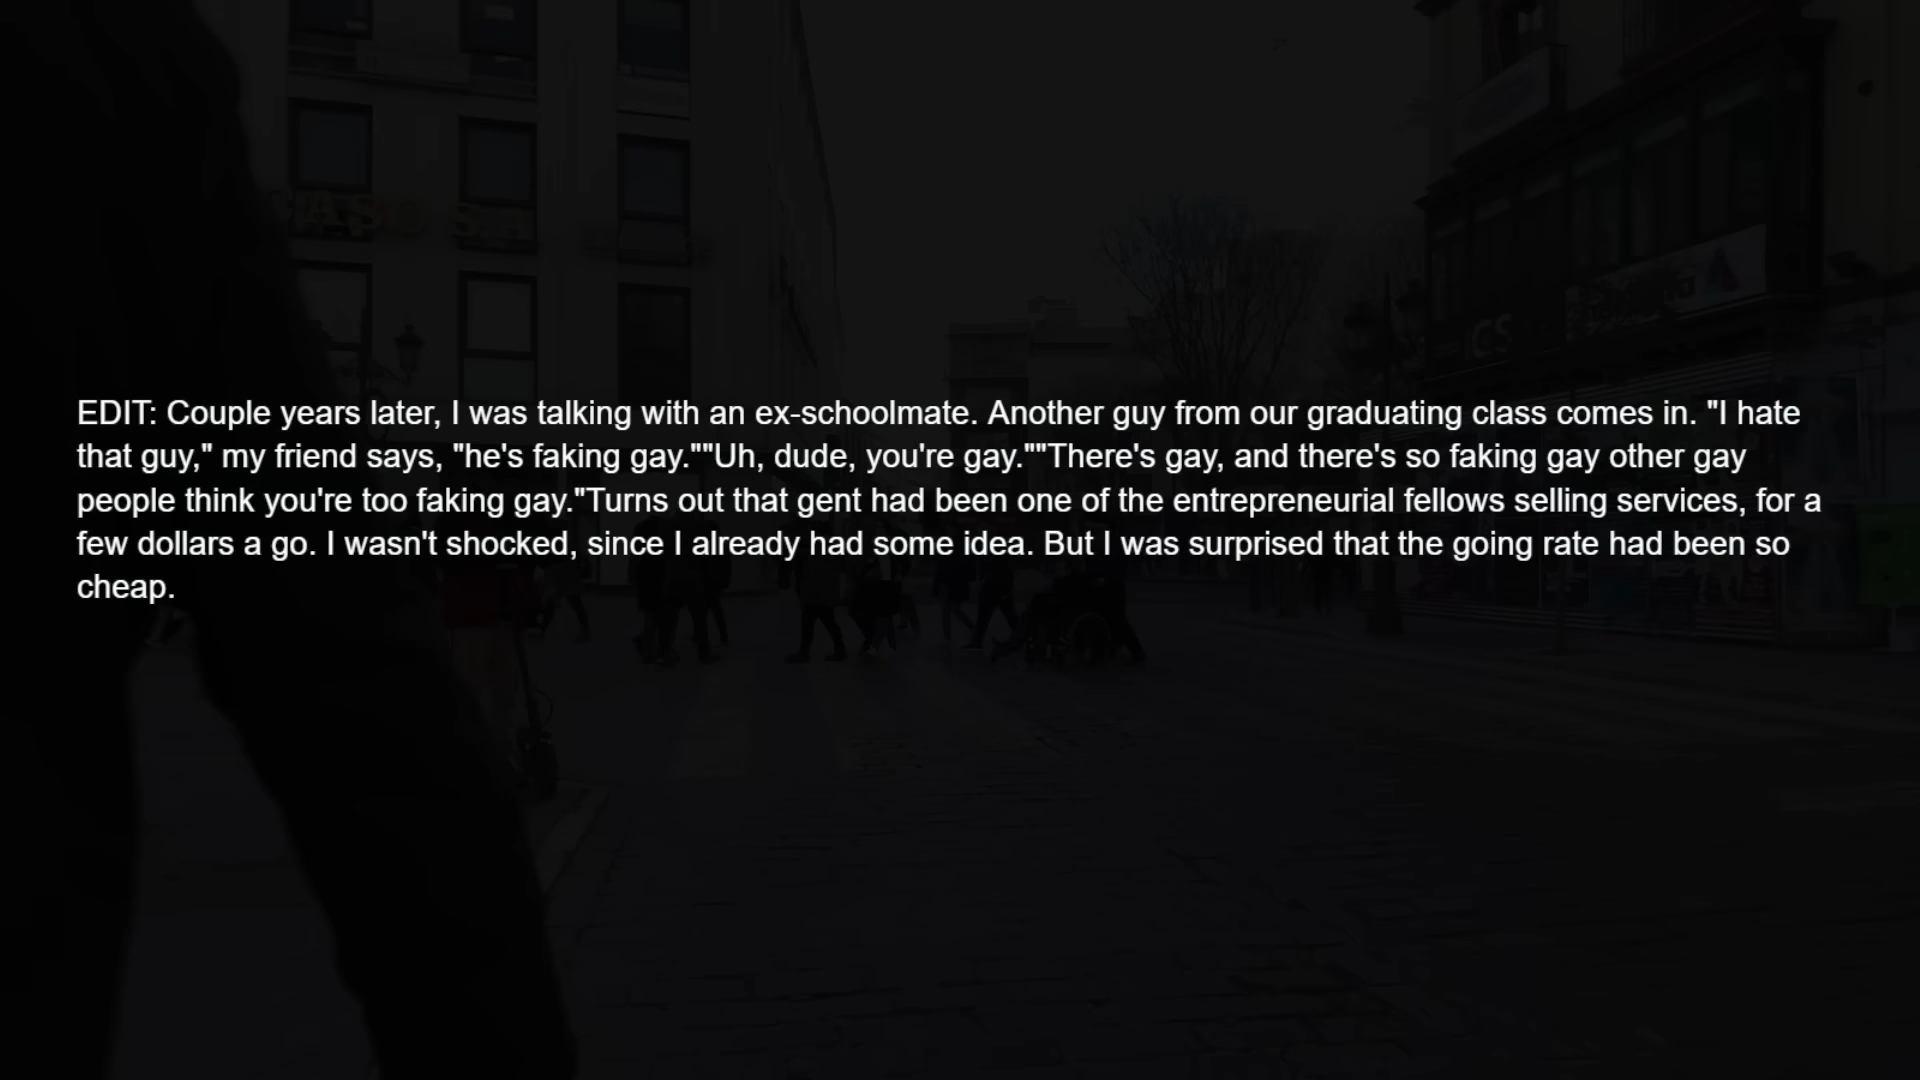 EDIT: Couple years later, I was talking with an ex-schoolmate. Another guy from our graduating class comes in. "I hate
that guy," my friend says, "he's faking gay.""Uh, dude, you're gay.""There's gay, and there's so faking gay other gay
people think you're too faking gay."Turns out that gent had been one of the entrepreneurial fellows selling services, for a
few dollars a go. I wasn't shocked, since I already had some idea. But I was surprised that the going rate had been so
cheap.